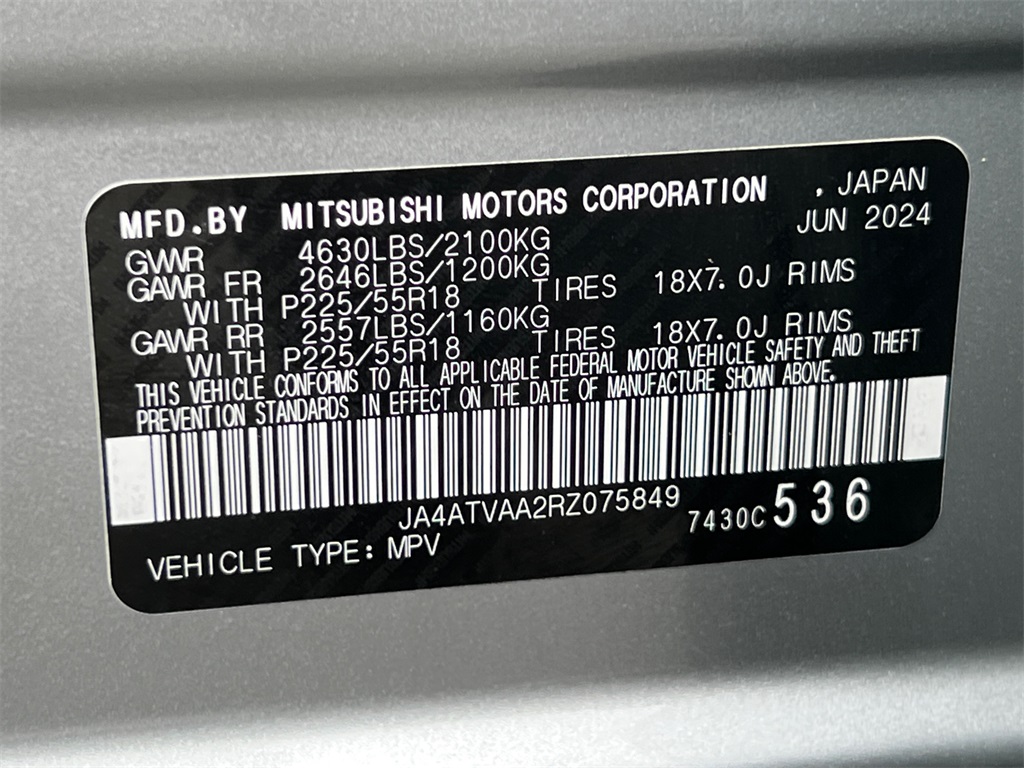 MFD.BY MITSUBISHI MOTORS CORPORATION , JAPAN
JUN 2024
GVWR 4630LBS/2100KG
GAWR FR 2646LBS/1200KG
WITH P225/55R18 TIRES 18X7.0J RIMS
GAWR RR 2557LBS/1160KG
WITH P225/55R18 TIRES 18X7.0J RIMS
THIS VEHICLE CONFORMS TO ALL APPLICABLE FEDERAL MOTOR VEHICLE SAFETY AND THEFT
PREVENTION STANDARDS IN EFFECT ON THE DATE OF MANUFACTURE SHOWN ABOVE.
JA4ATVAA2RZ075849 7430C 536
VEHICLE TYPE: MPV